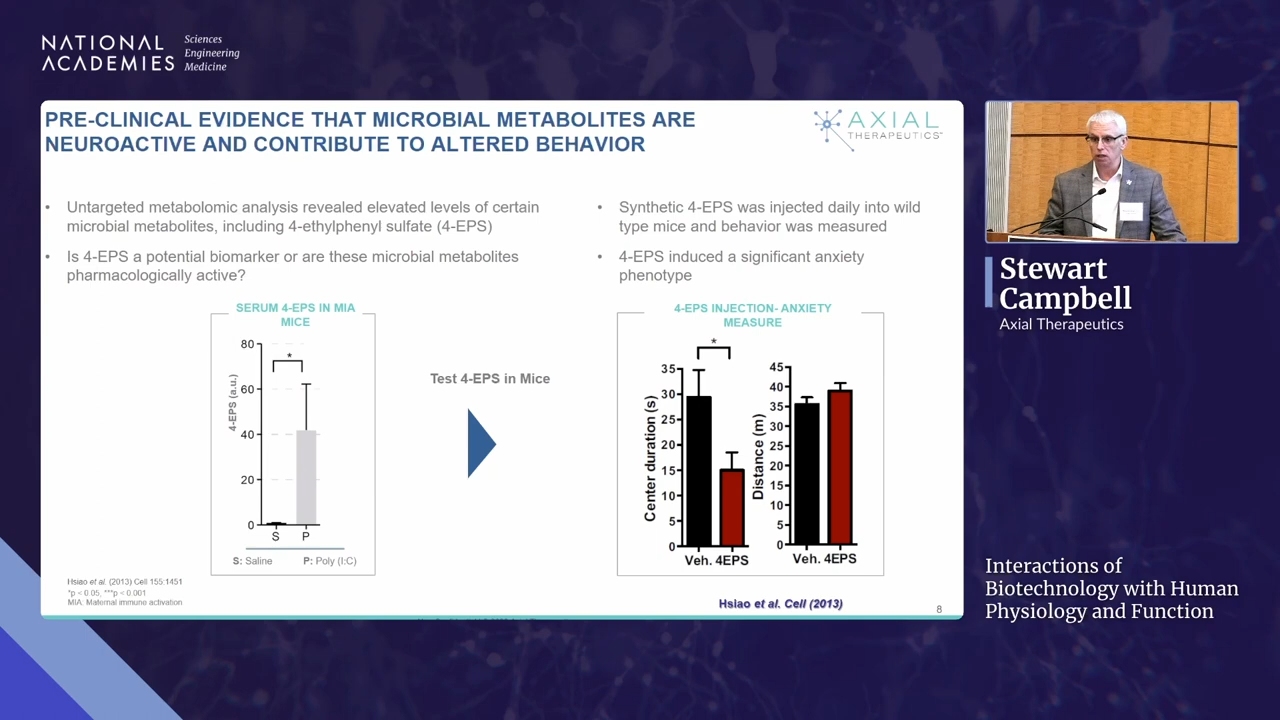 NATIONAL
ACADEMIES
Sciences
Engineering
Medicine
PRE-CLINICAL EVIDENCE THAT MICROBIAL METABOLITES ARE
NEUROACTIVE AND CONTRIBUTE TO ALTERED BEHAVIOR
AXIAL
THERAPEUTICS™
• Untargeted metabolomic analysis revealed elevated levels of certain
microbial metabolites, including 4-ethylphenyl sulfate (4-EPS)
• Is 4-EPS a potential biomarker or are these microbial metabolites
pharmacologically active?
• Synthetic 4-EPS was injected daily into wild
type mice and behavior was measured
• 4-EPS induced a significant anxiety
phenotype
SERUM 4-EPS IN MIA
MICE
4-EPS (a.u.)
80
60
40
20
0
*
S P
S: Saline P: Poly (I:C)
Test 4-EPS in Mice
4-EPS INJECTION- ANXIETY
MEASURE
*
Center duration (s)
35
30
25
20
15
10
5
0
Veh. 4EPS
Distance (m)
45
40
35
30
25
20
15
10
5
0
Veh. 4EPS
Hsiao et al. (2013) Cell 155:1451
*p < 0.05, ***p < 0.001
MIA: Maternal immune activation
Hsiao et al. Cell (2013)
8
Stewart
Campbell
Axial Therapeutics
Interactions of
Biotechnology with Human
Physiology and Function